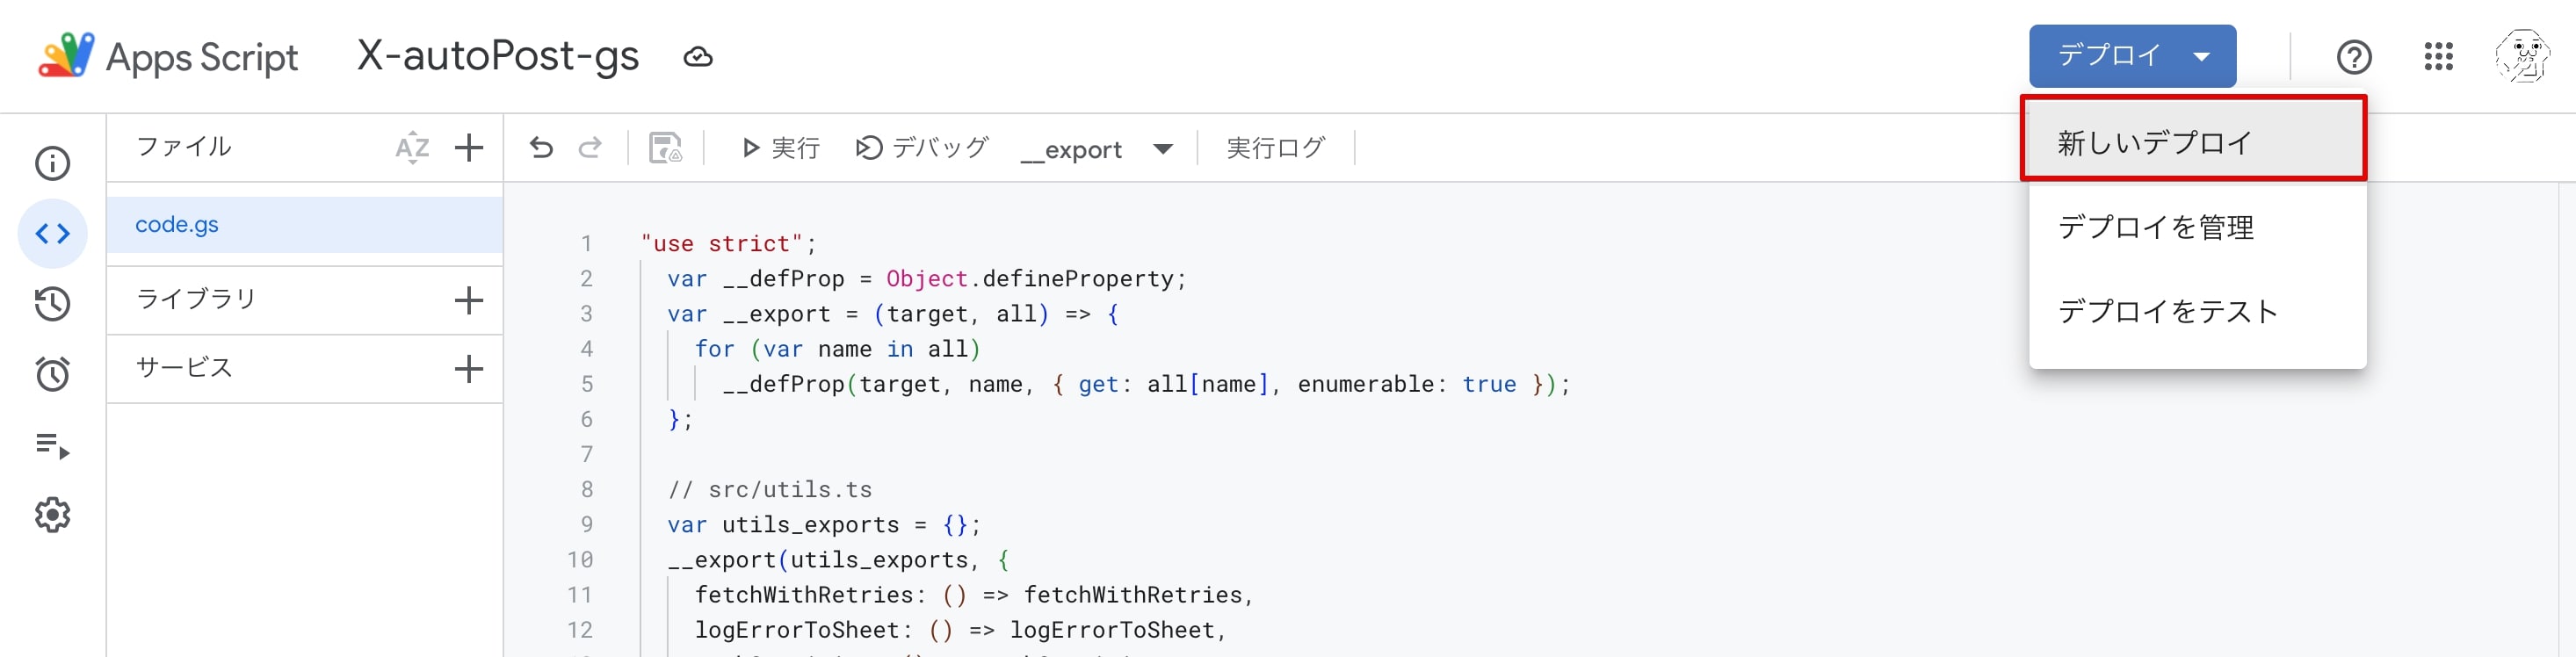 Apps Script X-autoPost-gs デプロイ
新しいデプロイ
デプロイを管理
デプロイをテスト
ファイル AZ
code.gs
ライブラリ
サービス
実行 デバッグ __export 実行ログ
1 "use strict";
2 var __defProp = Object.defineProperty;
3 var __export = (target, all) => {
4 for (var name in all)
5 __defProp(target, name, { get: all[name], enumerable: true });
6 };
7
8 // src/utils.ts
9 var utils_exports = {};
10 __export(utils_exports, {
11 fetchWithRetries: () => fetchWithRetries,
12 logErrorToSheet: () => logErrorToSheet,